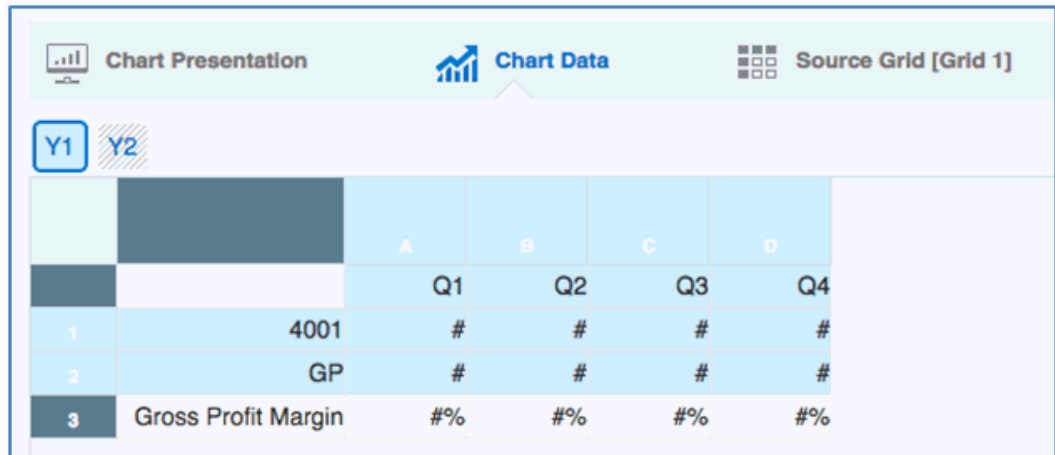 Chart Presentation Chart Data Source Grid [Grid 1]
Y1 Y2
A B C D
Q1 Q2 Q3 Q4
1 4001 # # # #
2 GP # # # #
3 Gross Profit Margin #% #% #% #%